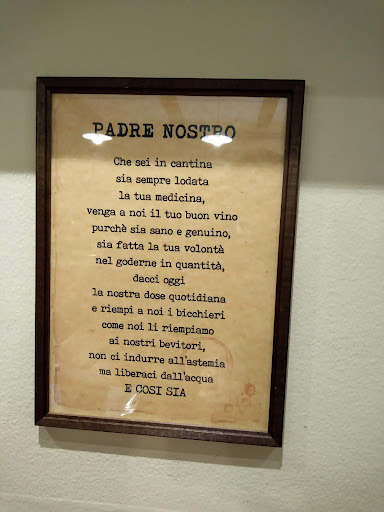 PADRE NOSTRO
Che sei in cantina
sia sempre lodata
la tua medicina,
venga a noi il tuo buon vino
purchè sia sano e genuino,
sia fatta la tua volontà
nel goderne in quantità,
dacci oggi
la nostra dose quotidiana
e riempi a noi i bicchieri
come noi li riempiamo
ai nostri bevitori,
non ci indurre all'astemia
ma liberaci dall'acqua
E COSI SIA